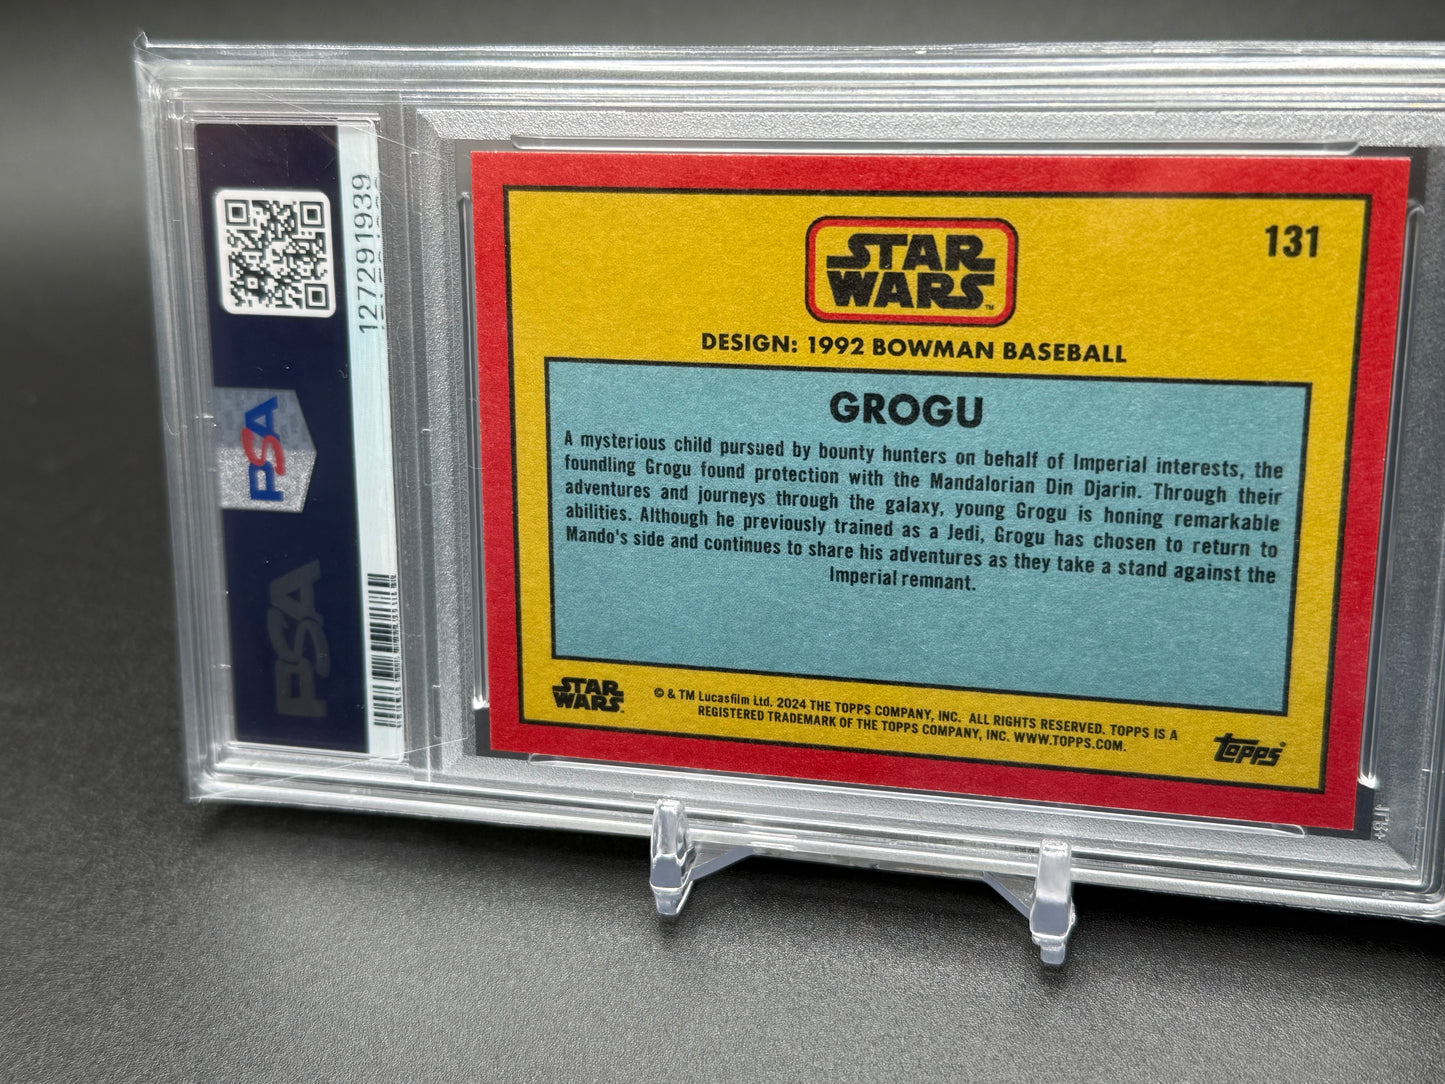 127291939
PSA
PSA
131
STAR
WARS
TM
DESIGN: 1992 BOWMAN BASEBALL
GROGU
A mysterious child pursued by bounty hunters on behalf of Imperial interests, the
foundling Grogu found protection with the Mandalorian Din Djarin. Through their
adventures and journeys through the galaxy, young Grogu is honing remarkable
abilities. Although he previously trained as a Jedi, Grogu has chosen to return to
Mando's side and continues to share his adventures as they take a stand against the
Imperial remnant.
STAR
WARS
© & TM Lucasfilm Ltd. 2024 THE TOPPS COMPANY, INC. ALL RIGHTS RESERVED. TOPPS IS A
REGISTERED TRADEMARK OF THE TOPPS COMPANY, INC. WWW.TOPPS.COM.
Topps®